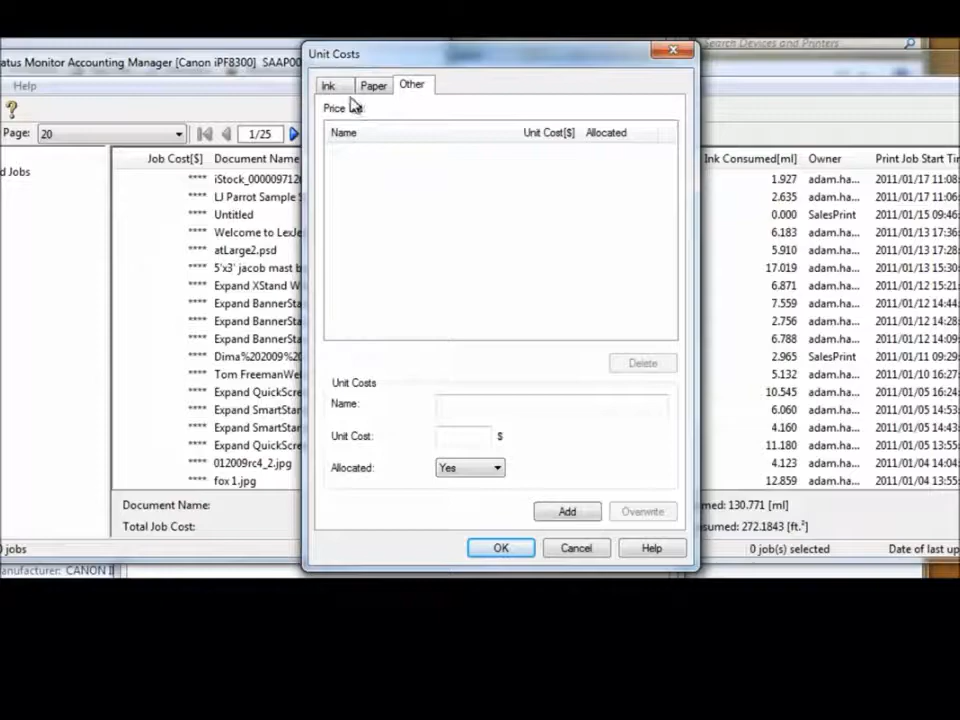 Search Devices and Printers
Unit Costs
atus Monitor Accounting Manager [Canon iPF8300] SAAP00
Help
Ink
Paper
Other
Price
Page:
20
1/25
Name
Unit Cost[$]
Allocated
d Jobs
Job Cost[$]
Document Name
Ink Consumed[ml]
Owner
Print Job Start Tim
**** iStock_000009712 1.927 adam.ha... 2011/01/17 11:08:
**** LJ Parrot Sample S 2.635 adam.ha... 2011/01/17 11:06:
**** Untitled 0.000 SalesPrint 2011/01/15 09:46:
**** Welcome to LexJe 6.183 adam.ha... 2011/01/13 17:36
**** atLarge2.psd 5.910 adam.ha... 2011/01/13 17:28
**** 5'x3' jacob mast b 17.019 adam.ha... 2011/01/13 15:30
**** Expand XStand W 6.871 adam.ha... 2011/01/12 15:21
**** Expand BannerSta 7.559 adam.ha... 2011/01/12 14:44
**** Expand BannerSta 2.756 adam.ha... 2011/01/12 14:28
**** Expand BannerSta 6.788 adam.ha... 2011/01/12 14:09
**** Dima%202009%20 2.965 SalesPrint 2011/01/11 09:29
**** Tom FreemanWel 5.132 adam.ha... 2011/01/10 16:27
**** Expand QuickScre 10.545 adam.ha... 2011/01/05 16:24
**** Expand SmartStan 6.060 adam.ha... 2011/01/05 14:53
**** Expand SmartStan 4.160 adam.ha... 2011/01/05 14:43
**** Expand QuickScre 11.180 adam.ha... 2011/01/05 13:55
**** 012009rc4_2.jpg 4.123 adam.ha... 2011/01/04 14:04
**** fox 1.jpg 12.859 adam.ha... 2011/01/04 13:55
Delete
Unit Costs
Name:
Unit Cost:
$
Allocated:
Yes
Add
Overwrite
OK
Cancel
Help
Document Name:
Total Job Cost:
med: 130.771 [ml]
sumed: 272.1843 [ft.²]
0 jobs
0 job(s) selected
Date of last up
anufacturer: CANON I